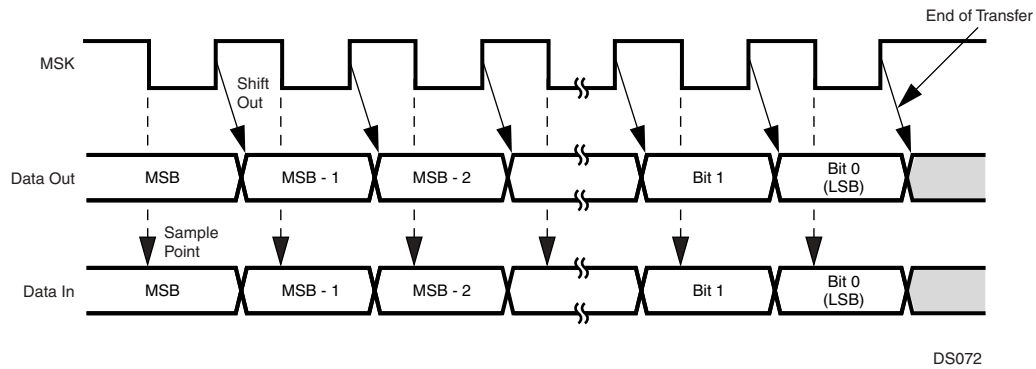 End of Transfer
MSK
Shift
Out
Data Out
MSB
MSB - 1
MSB - 2
Bit 1
Bit 0
(LSB)
Sample
Point
Data In
MSB
MSB - 1
MSB - 2
Bit 1
Bit 0
(LSB)
DS072